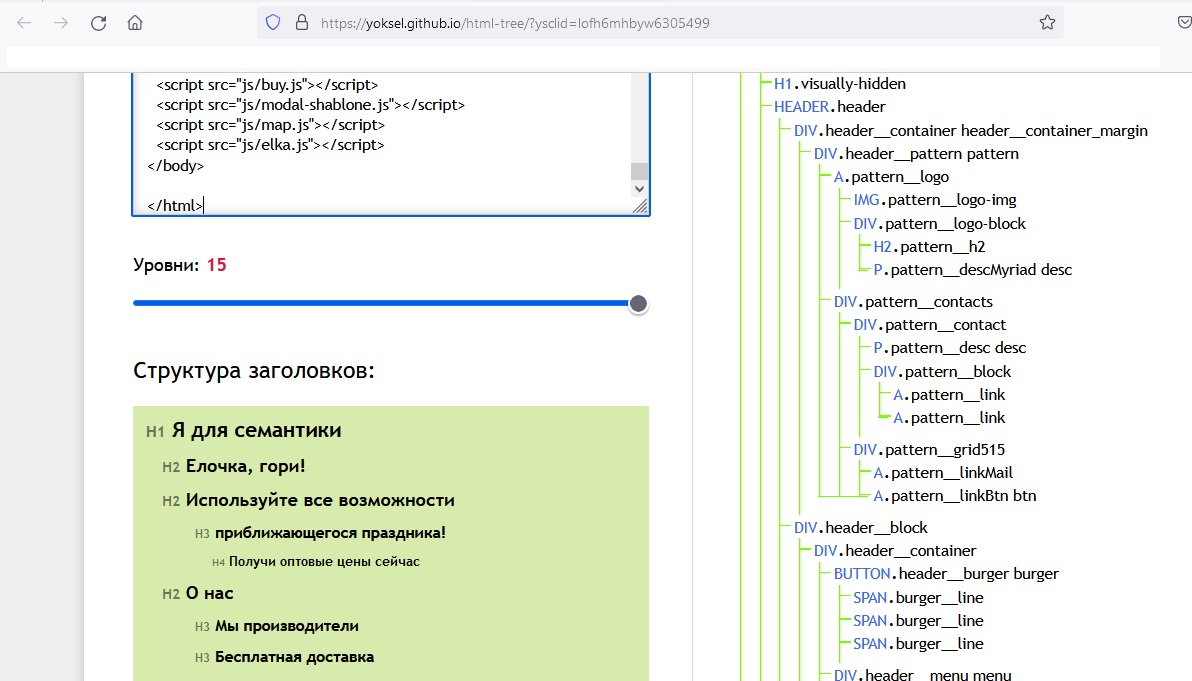 https://yoksel.github.io/html-tree/?ysclid=lofh6mhbyw6305499
<script src="js/buy.js"></script>
<script src="js/modal-shablone.js"></script>
<script src="js/map.js"></script>
<script src="js/elka.js"></script>
</body>
</html>
Уровни: 15
Структура заголовков:
H1 Я для семантики
H2 Елочка, гори!
H2 Используйте все возможности
H3 приближающегося праздника!
H4 Получи оптовые цены сейчас
H2 О нас
H3 Мы производители
H3 Бесплатная доставка
H1.visually-hidden
HEADER.header
DIV.header__container header__container_margin
DIV.header__pattern pattern
A.pattern__logo
IMG.pattern__logo-img
DIV.pattern__logo-block
H2.pattern__h2
P.pattern__descMyriad desc
DIV.pattern__contacts
DIV.pattern__contact
P.pattern__desc desc
DIV.pattern__block
A.pattern__link
A.pattern__link
DIV.pattern__grid515
A.pattern__linkMail
A.pattern__linkBtn btn
DIV.header__block
DIV.header__container
BUTTON.header__burger burger
SPAN.burger__line
SPAN.burger__line
SPAN.burger__line
DIV.header__menu menu